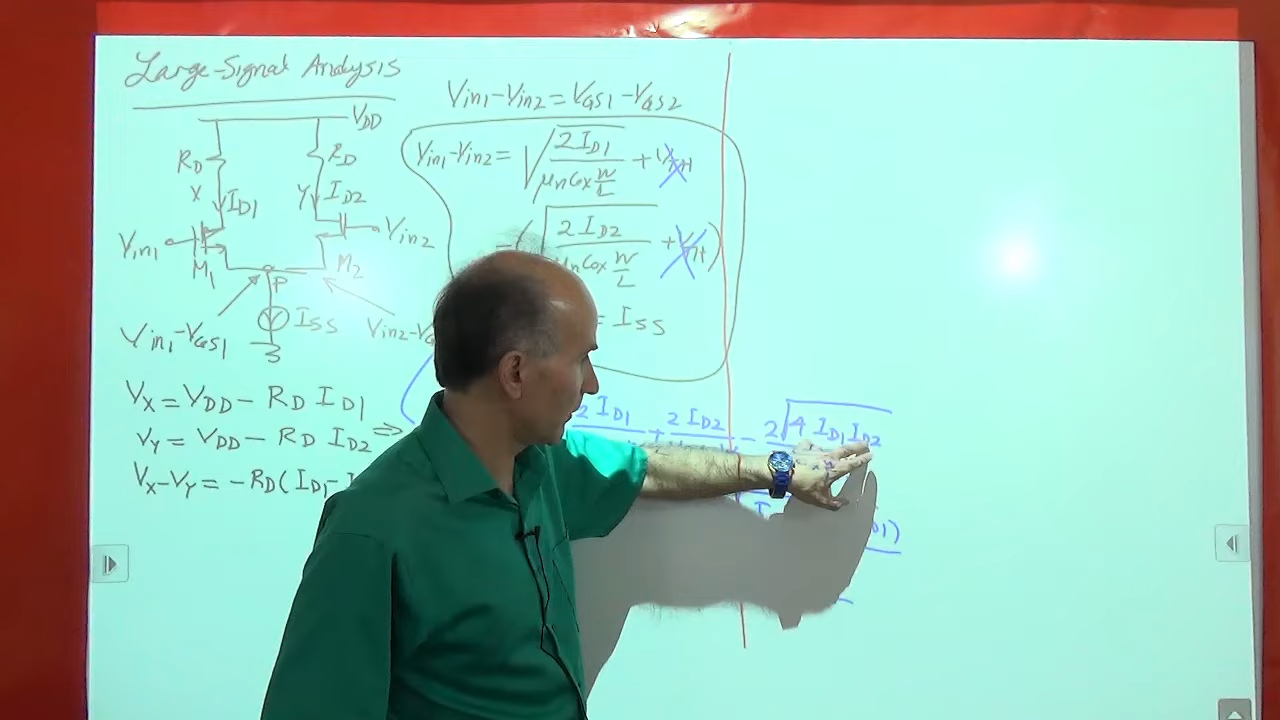 Large-Signal Analysis
Vin1-Vin2 = VGS1-VGS2
VDD
RD RD
X ID1 Y ID2
Vin1 Vin2
M1 M2
P
ISS
Vin1-VGS1 Vin2-
Vin1-Vin2 = √(2 ID1 / μnCox W/L) + VTH
-(√(2 ID2 / μnCox W/L) + VTH)
= ISS
VX = VDD - RD ID1
VY = VDD - RD ID2 ⇒
VX-VY = -RD(ID1-
2 ID1 + 2 ID2 - 2√4 ID1 ID2
ID1)